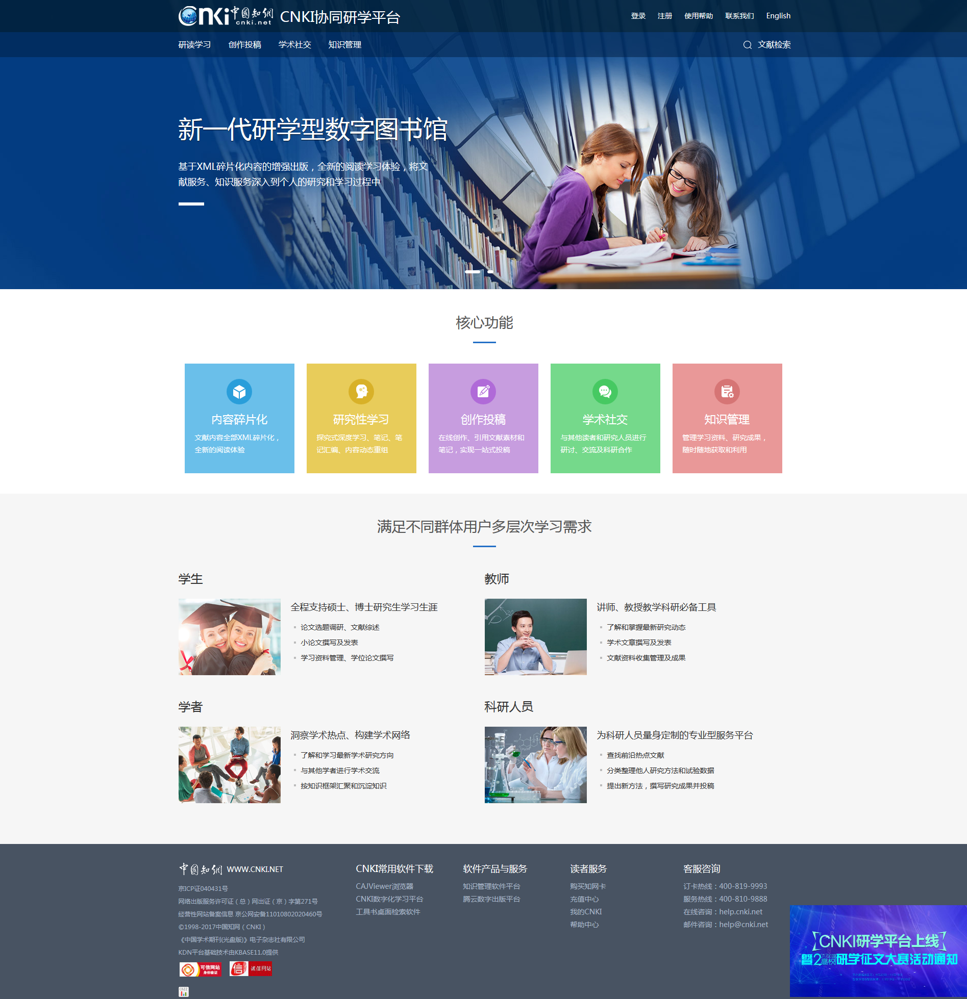 Cnki中国知网
cnki.net
CNKI协同研学平台
登录 注册 使用帮助 联系我们 English
研读学习 创作投稿 学术社交 知识管理 文献检索
新一代研学型数字图书馆
基于XML碎片化内容的增强出版，全新的阅读学习体验，将文
献服务、知识服务深入到个人的研究和学习过程中
核心功能
内容碎片化
文献内容全部XML碎片化，
全新的阅读体验
研究性学习
探究式深度学习、笔记、笔
记汇编、内容动态重组
创作投稿
在线创作、引用文献素材和
笔记，实现一站式投稿
学术社交
与其他读者和研究人员进行
研讨、交流及科研合作
知识管理
管理学习资料、研究成果，
随时随地获取和利用
满足不同群体用户多层次学习需求
学生
全程支持硕士、博士研究生学习生涯
论文选题调研、文献综述
小论文撰写及发表
学习资料管理、学位论文撰写
教师
讲师、教授教学科研必备工具
了解和掌握最新研究动态
学术文章撰写及发表
文献资料收集管理及成果
学者
洞察学术热点、构建学术网络
了解和学习最新学术研究方向
与其他学者进行学术交流
按知识框架汇聚和沉淀知识
科研人员
为科研人员量身定制的专业型服务平台
查找前沿热点文献
分类整理他人研究方法和试验数据
提出新方法，撰写研究成果并投稿
中国知网 WWW.CNKI.NET
京ICP证040431号
网络出版服务许可证（总）网出证（京）字第271号
经营性网站备案信息 京公网安备11010802020460号
©1998-2017中国知网（CNKI）
《中国学术期刊(光盘版)》电子杂志社有限公司
KDN平台基础技术由KBASE11.0提供
可信网站
身份验证
信 诚信网站
CNZZ
CNKI常用软件下载
CAJViewer浏览器
CNKI数字化学习平台
工具书桌面检索软件
软件产品与服务
知识管理软件平台
腾云数字出版平台
读者服务
购买知网卡
充值中心
我的CNKI
帮助中心
客服咨询
订卡热线：400-819-9993
服务热线：400-810-9888
在线咨询：help.cnki.net
邮件咨询：help@cnki.net
CNKI研学平台上线
暨2017全国高校研学征文大赛活动通知